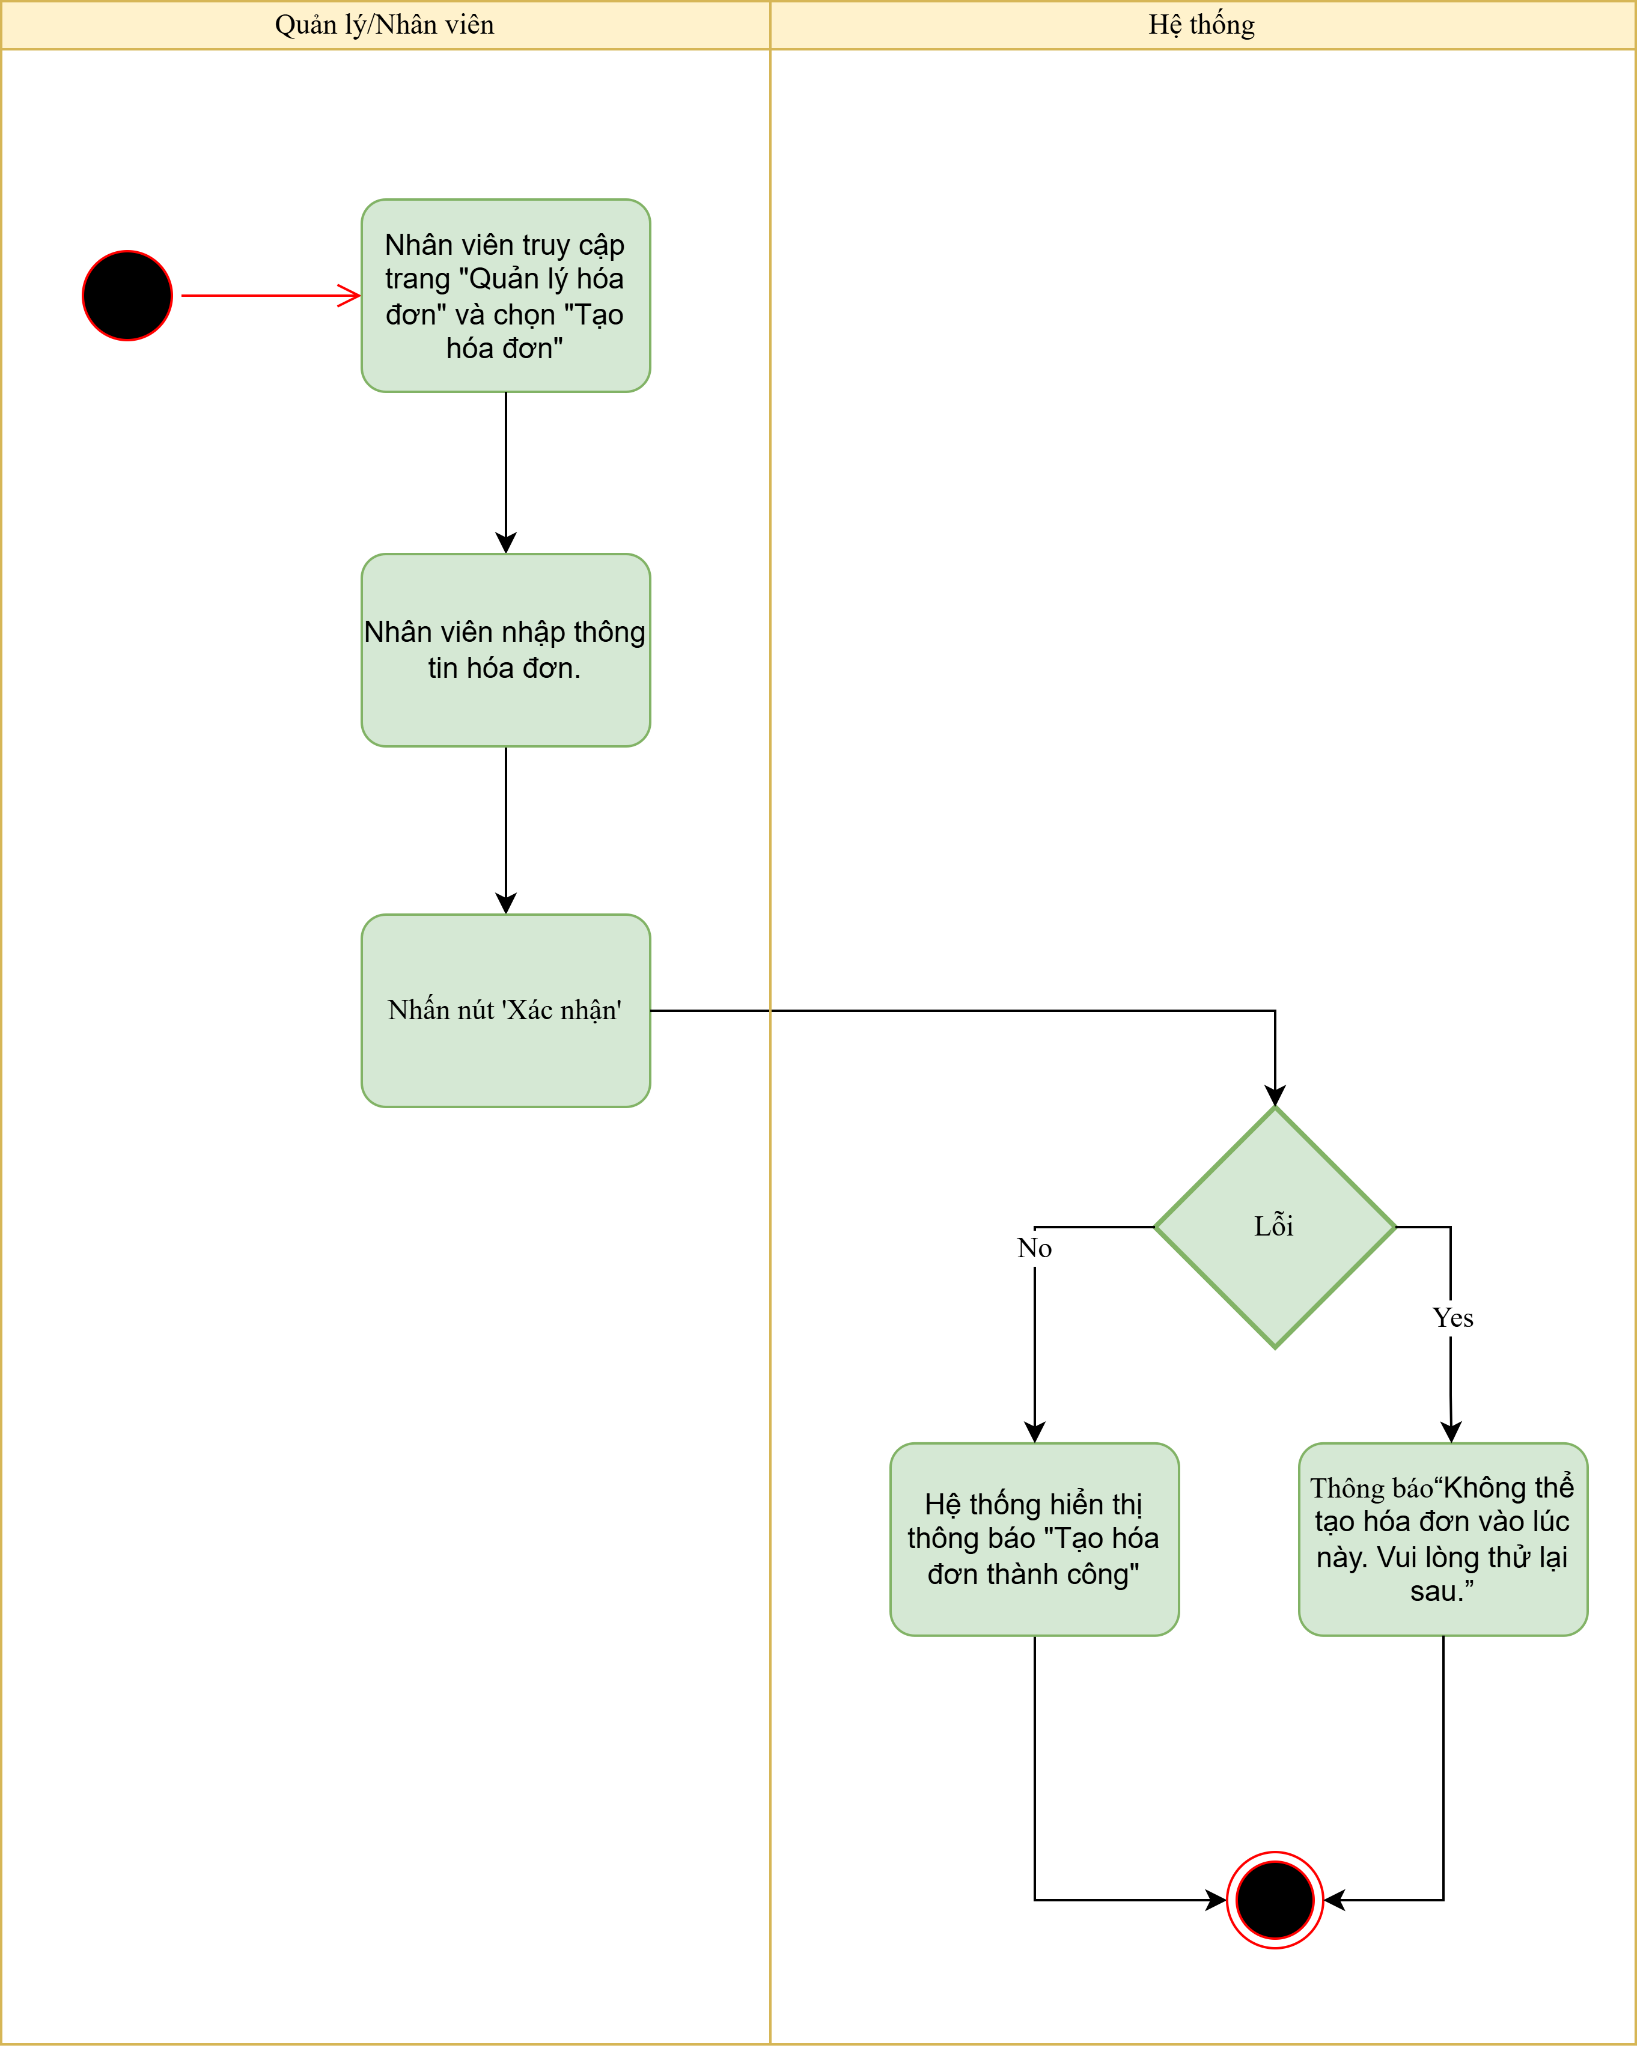 Quản lý/Nhân viên
Hệ thống
Nhân viên truy cập
trang "Quản lý hóa
đơn" và chọn "Tạo
hóa đơn"
Nhân viên nhập thông
tin hóa đơn.
Nhấn nút 'Xác nhận'
Lỗi
No
Yes
Hệ thống hiển thị
thông báo "Tạo hóa
đơn thành công"
Thông báo“Không thể
tạo hóa đơn vào lúc
này. Vui lòng thử lại
sau.”